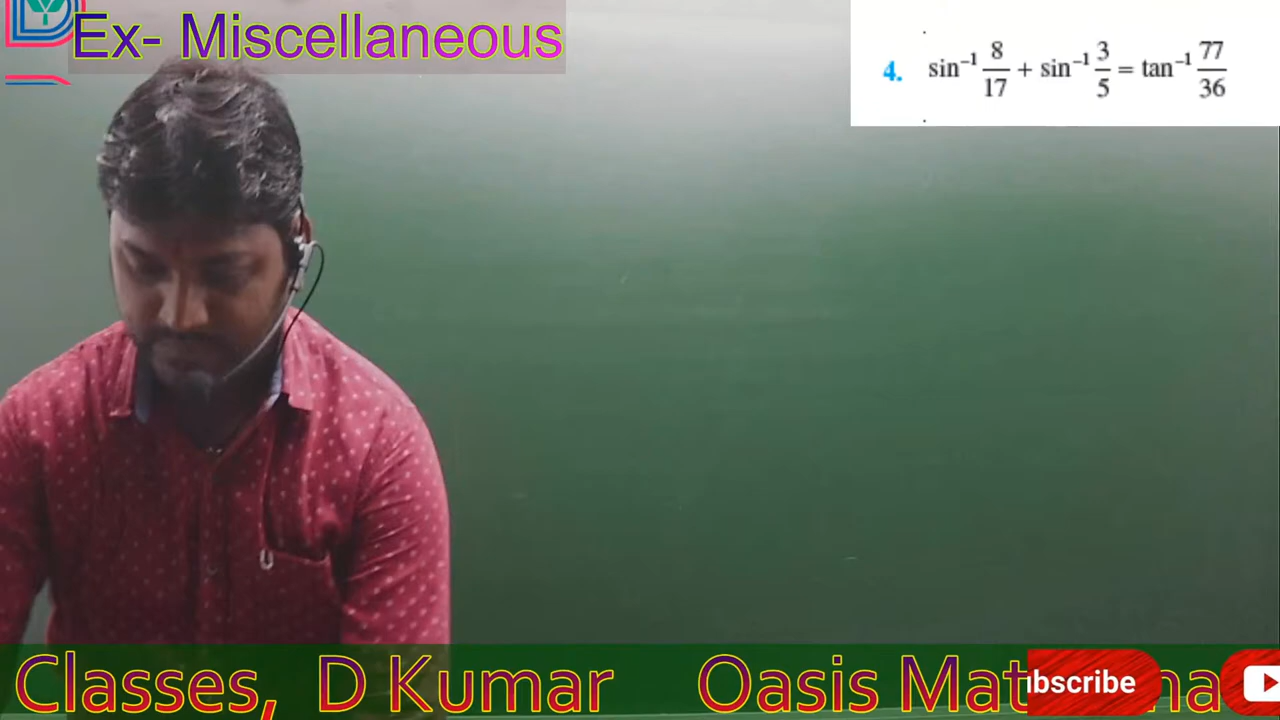 Ex- Miscellaneous
4. sin⁻¹ 8/17 + sin⁻¹ 3/5 = tan⁻¹ 77/36
Classes, D Kumar Oasis Mat